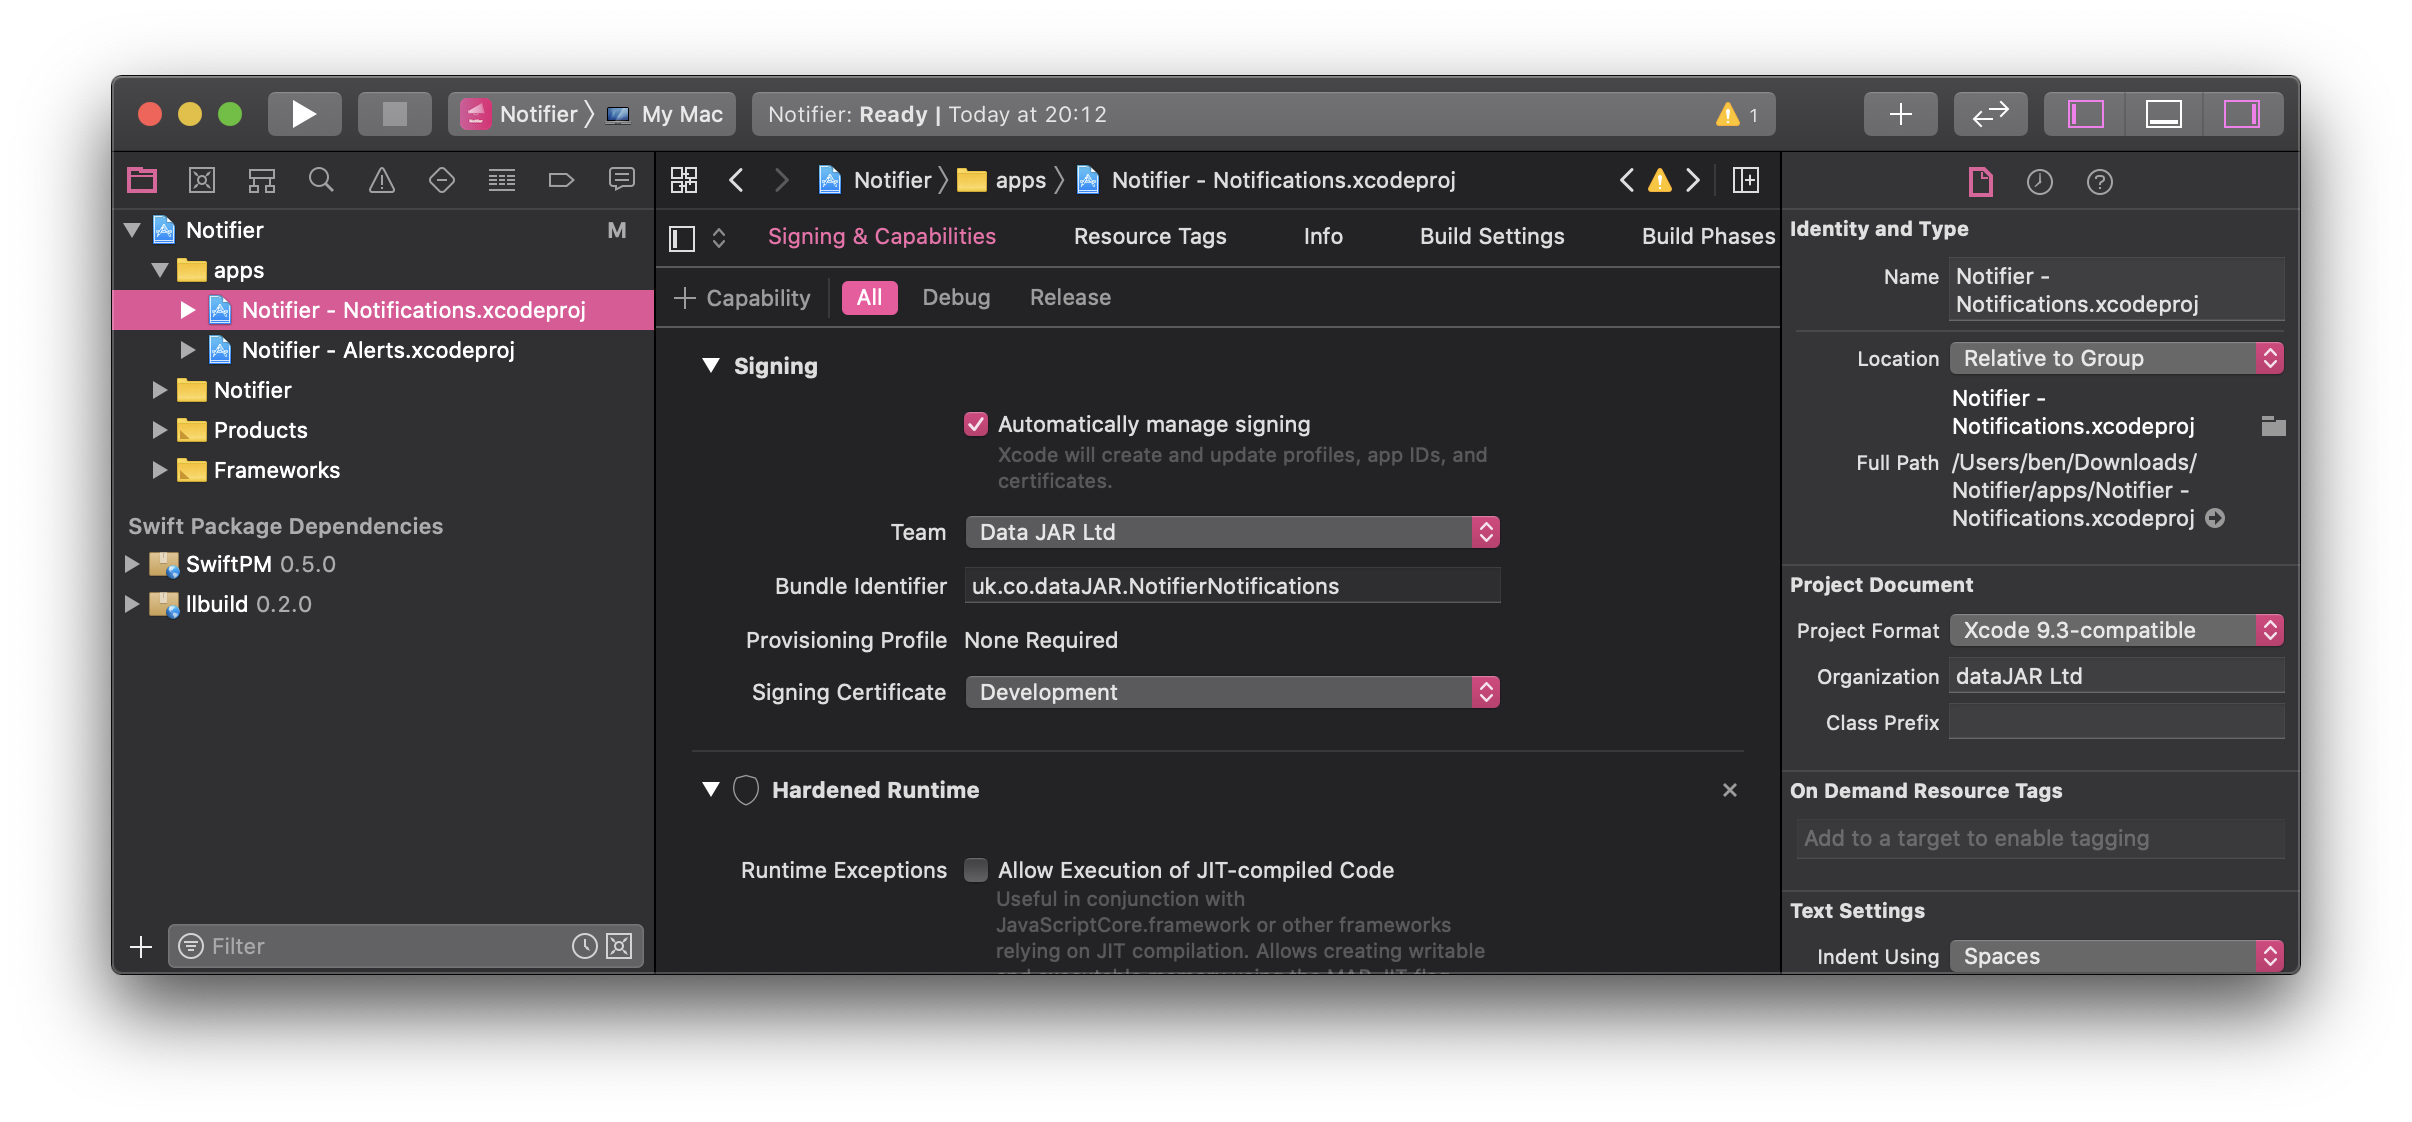 Notifier My Mac
Notifier: Ready | Today at 20:12
1
Notifier M
apps
Notifier - Notifications.xcodeproj
Notifier - Alerts.xcodeproj
Notifier
Products
Frameworks
Swift Package Dependencies
SwiftPM 0.5.0
llbuild 0.2.0
Filter
Notifier apps Notifier - Notifications.xcodeproj
Signing & Capabilities Resource Tags Info Build Settings Build Phases
Capability All Debug Release
Signing
Automatically manage signing
Xcode will create and update profiles, app IDs, and
certificates.
Team Data JAR Ltd
Bundle Identifier uk.co.dataJAR.NotifierNotifications
Provisioning Profile None Required
Signing Certificate Development
Hardened Runtime
Runtime Exceptions Allow Execution of JIT-compiled Code
Useful in conjunction with
JavaScriptCore.framework or other frameworks
relying on JIT compilation. Allows creating writable
and executable memory using the MAP_JIT flag.
Identity and Type
Name Notifier -
Notifications.xcodeproj
Location Relative to Group
Notifier -
Notifications.xcodeproj
Full Path /Users/ben/Downloads/
Notifier/apps/Notifier -
Notifications.xcodeproj
Project Document
Project Format Xcode 9.3-compatible
Organization dataJAR Ltd
Class Prefix
On Demand Resource Tags
Add to a target to enable tagging
Text Settings
Indent Using Spaces